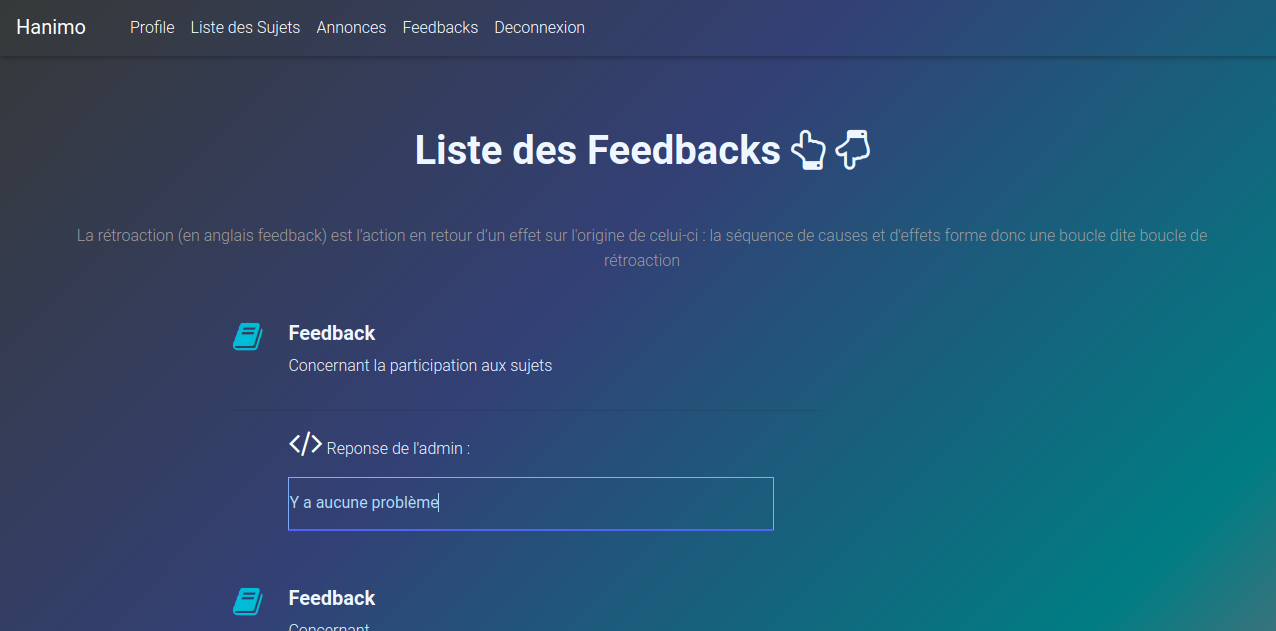 Hanimo Profile Liste des Sujets Annonces Feedbacks Deconnexion
Liste des Feedbacks
La rétroaction (en anglais feedback) est l'action en retour d'un effet sur l'origine de celui-ci : la séquence de causes et d'effets forme donc une boucle dite boucle de
rétroaction
Feedback
Concernant la participation aux sujets
Reponse de l'admin :
Y a aucune problème
Feedback
Concernant